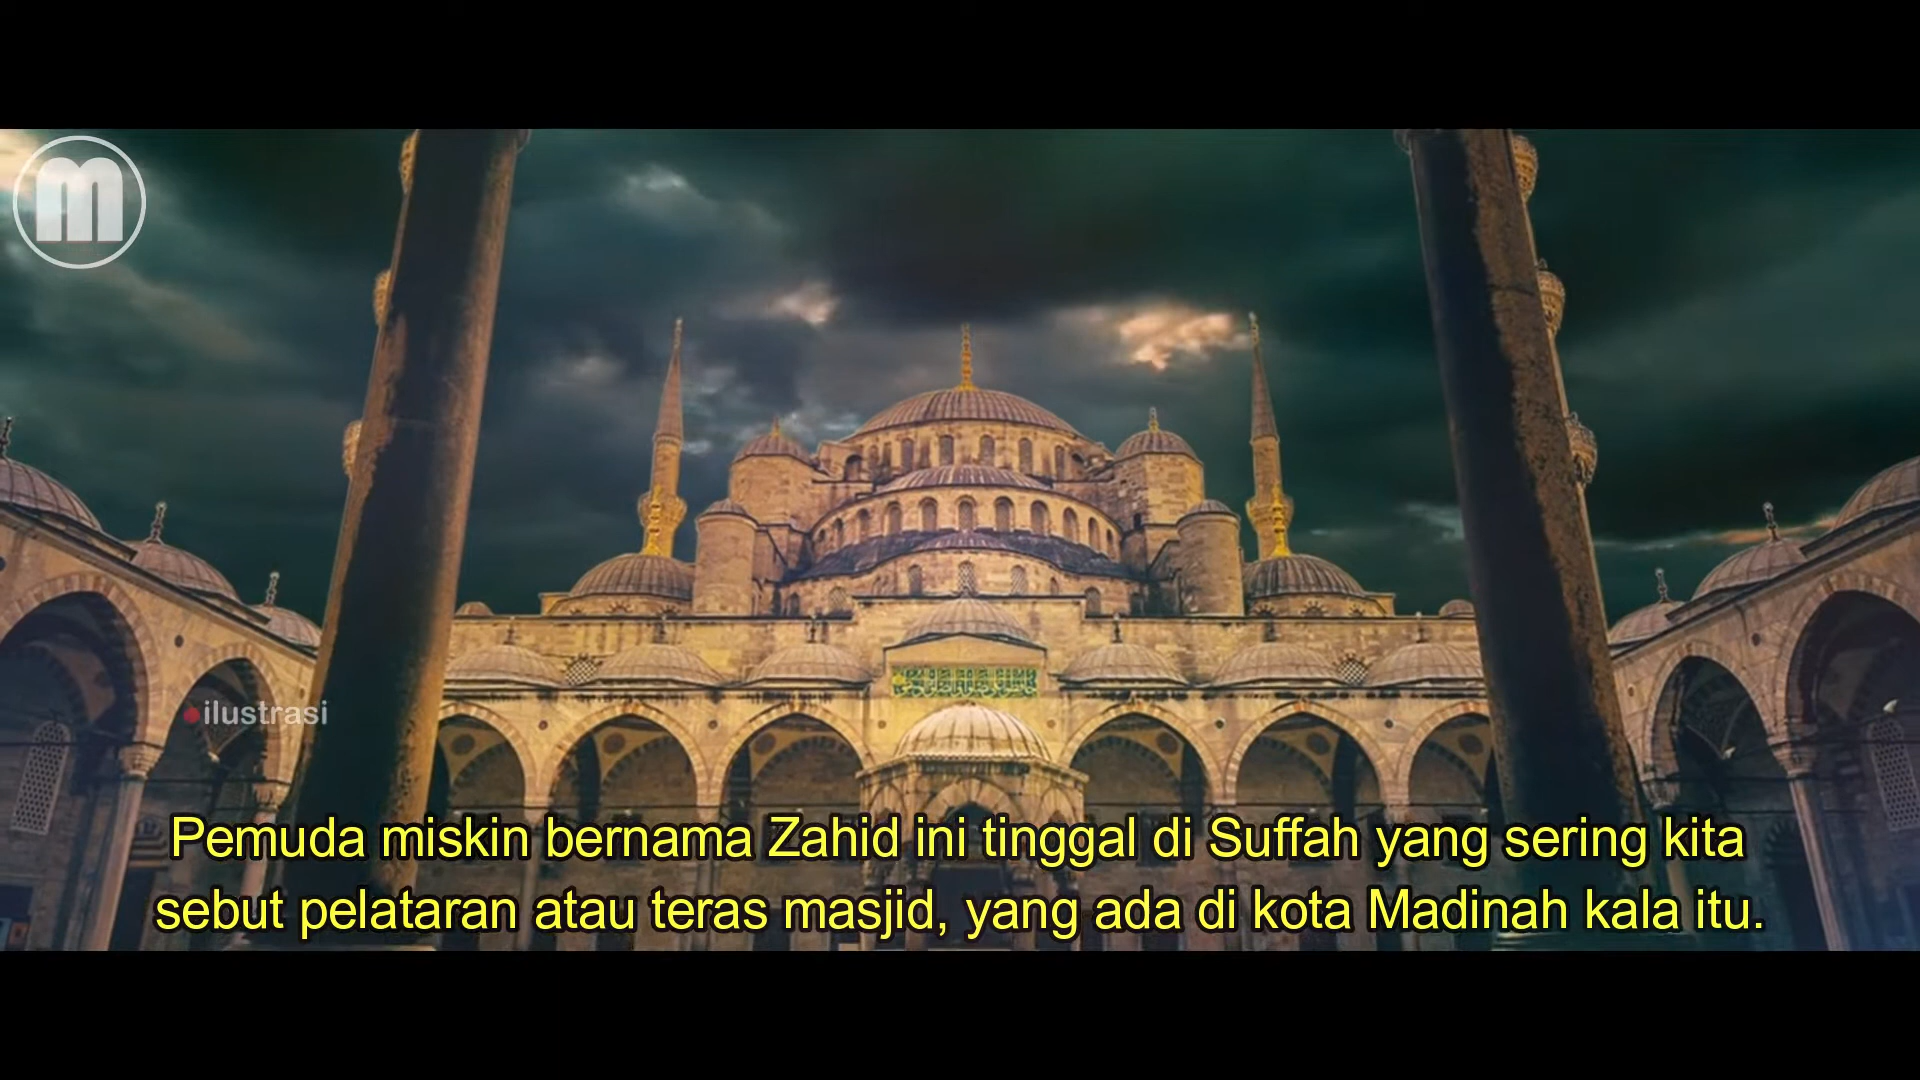 m
ilustrasi
Pemuda miskin bernama Zahid ini tinggal di Suffah yang sering kita
sebut pelataran atau teras masjid, yang ada di kota Madinah kala itu.